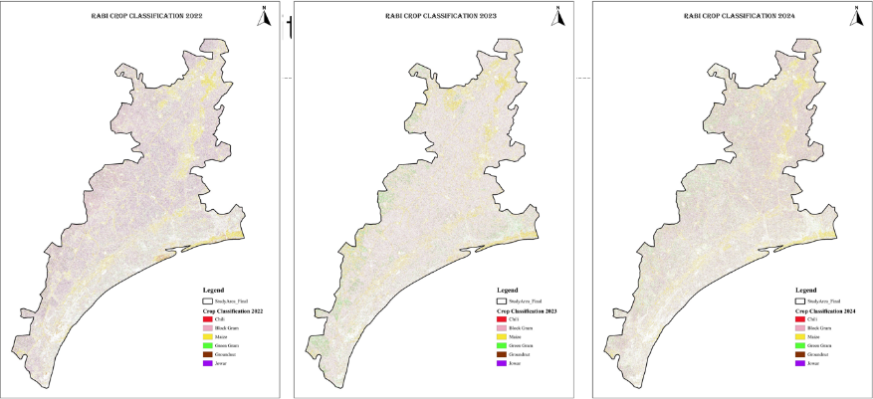 RABI CROP CLASSIFICATION 2022
N
Legend
StudyArea_Final
Crop Classification 2022
Chili
Black Gram
Maize
Green Gram
Groundnut
Jowar
RABI CROP CLASSIFICATION 2023
N
Legend
StudyArea_Final
Crop Classification 2023
Chili
Black Gram
Maize
Green Gram
Jowar
RABI CROP CLASSIFICATION 2024
N
Legend
StudyArea_Final
Crop Classification 2024
Chili
Black Gram
Maize
Green Gram
Jowar